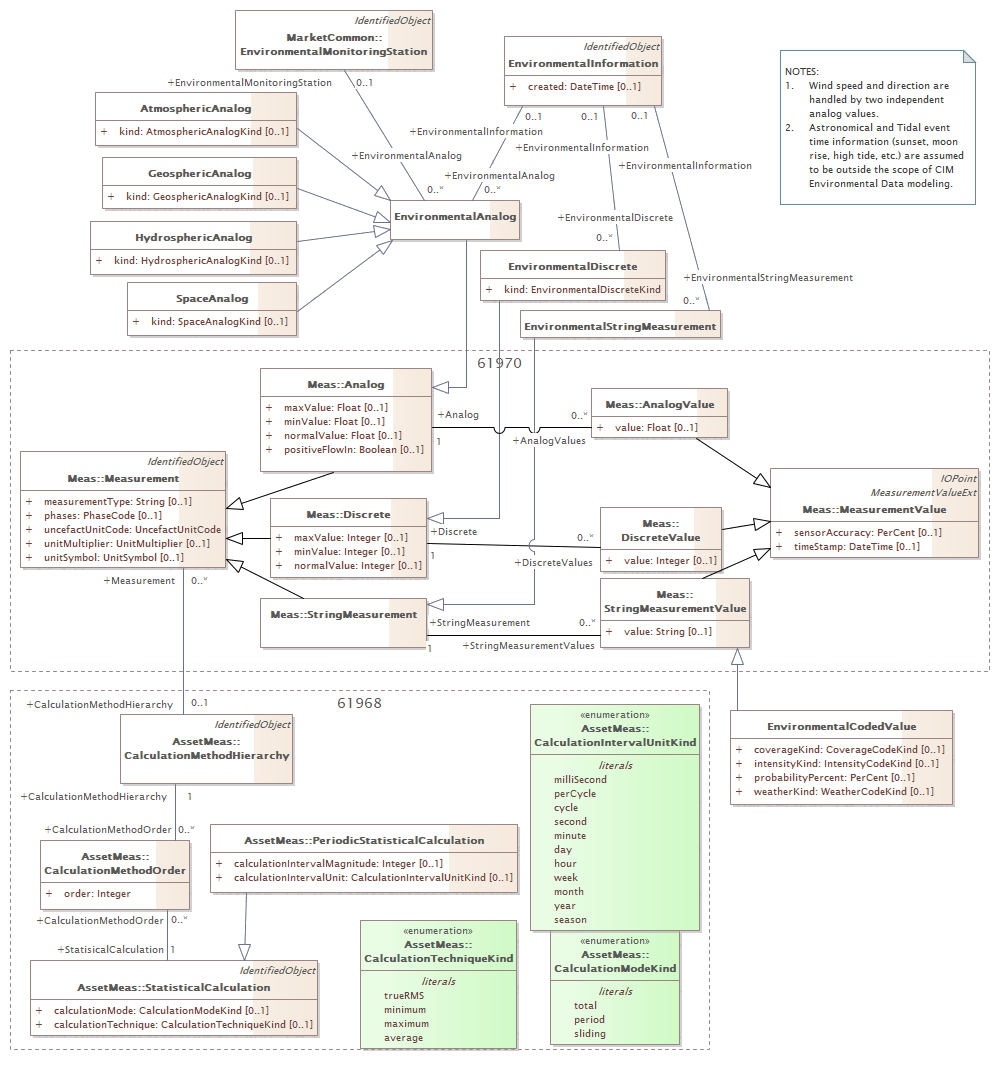 IdentifiedObject
MarketCommon::
EnvironmentalMonitoringStation
IdentifiedObject
EnvironmentalInformation
+ created: DateTime [0..1]
NOTES:
1. Wind speed and direction are
handled by two independent
analog values.
2. Astronomical and Tidal event
time information (sunset, moon
rise, high tide, etc.) are assumed
to be outside the scope of CIM
Environmental Data modeling.
+EnvironmentalMonitoringStation 0..1
AtmosphericAnalog
+ kind: AtmosphericAnalogKind [0..1]
0..1 0..1 0..1
+EnvironmentalInformation
+EnvironmentalInformation
+EnvironmentalInformation
+EnvironmentalAnalog
+EnvironmentalAnalog
0..* 0..*
GeosphericAnalog
+ kind: GeosphericAnalogKind [0..1]
EnvironmentalAnalog
+EnvironmentalDiscrete
0..*
HydrosphericAnalog
+ kind: HydrosphericAnalogKind [0..1]
EnvironmentalDiscrete
+ kind: EnvironmentalDiscreteKind
+EnvironmentalStringMeasurement
0..*
SpaceAnalog
+ kind: SpaceAnalogKind [0..1]
EnvironmentalStringMeasurement
61970
Meas::Analog
+ maxValue: Float [0..1]
+ minValue: Float [0..1]
+ normalValue: Float [0..1]
+ positiveFlowIn: Boolean [0..1]
+Analog
1
0..*
+AnalogValues
Meas::AnalogValue
+ value: Float [0..1]
IdentifiedObject
Meas::Measurement
+ measurementType: String [0..1]
+ phases: PhaseCode [0..1]
+ uncefactUnitCode: UncefactUnitCode
+ unitMultiplier: UnitMultiplier [0..1]
+ unitSymbol: UnitSymbol [0..1]
IOPoint
MeasurementValueExt
Meas::MeasurementValue
+ sensorAccuracy: PerCent [0..1]
+ timeStamp: DateTime [0..1]
Meas::Discrete
+ maxValue: Integer [0..1]
+ minValue: Integer [0..1]
+ normalValue: Integer [0..1]
+Discrete
1
0..*
+DiscreteValues
Meas::
DiscreteValue
+ value: Integer [0..1]
+Measurement 0..*
Meas::StringMeasurement
+StringMeasurement
1
0..*
+StringMeasurementValues
Meas::
StringMeasurementValue
+ value: String [0..1]
+CalculationMethodHierarchy 0..1
61968
IdentifiedObject
AssetMeas::
CalculationMethodHierarchy
«enumeration»
AssetMeas::
CalculationIntervalUnitKind
literals
milliSecond
perCycle
cycle
second
minute
day
hour
week
month
year
season
EnvironmentalCodedValue
+ coverageKind: CoverageCodeKind [0..1]
+ intensityKind: IntensityCodeKind [0..1]
+ probabilityPercent: PerCent [0..1]
+ weatherKind: WeatherCodeKind [0..1]
+CalculationMethodHierarchy 1
+CalculationMethodOrder 0..*
AssetMeas::
CalculationMethodOrder
+ order: Integer
AssetMeas::PeriodicStatisticalCalculation
+ calculationIntervalMagnitude: Integer [0..1]
+ calculationIntervalUnit: CalculationIntervalUnitKind [0..1]
+CalculationMethodOrder 0..*
+StatisicalCalculation 1
IdentifiedObject
AssetMeas::StatisticalCalculation
+ calculationMode: CalculationModeKind [0..1]
+ calculationTechnique: CalculationTechniqueKind [0..1]
«enumeration»
AssetMeas::
CalculationTechniqueKind
literals
trueRMS
minimum
maximum
average
«enumeration»
AssetMeas::
CalculationModeKind
literals
total
period
sliding